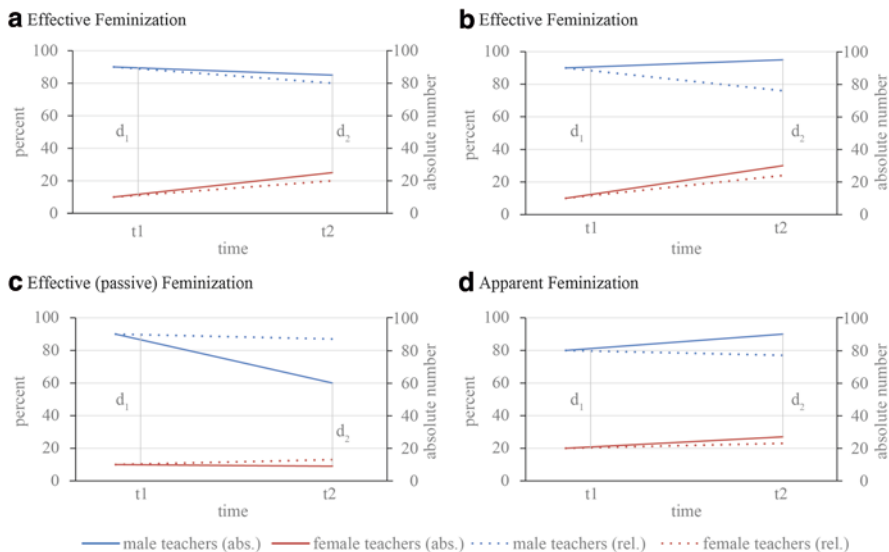 a Effective Feminization
100
80
60
40
20
0
percent
d1
d2
100
80
60
40
20
0
absolute number
t1
t2
time
b Effective Feminization
100
80
60
40
20
0
percent
d1
d2
100
80
60
40
20
0
absolute number
t1
t2
time
c Effective (passive) Feminization
100
80
60
40
20
0
percent
d1
d2
100
80
60
40
20
0
absolute number
t1
t2
time
d Apparent Feminization
100
80
60
40
20
0
percent
d1
d2
100
80
60
40
20
0
absolute number
t1
t2
time
male teachers (abs.) female teachers (abs.) male teachers (rel.) female teachers (rel.)